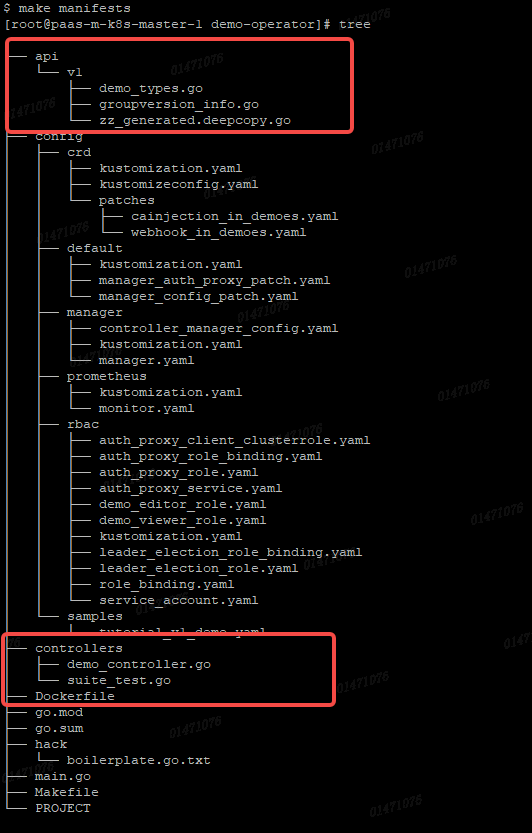 $ make manifests
[root@paas-m-k8s-master-1 demo-operator]# tree
├── api
│   └── v1
│       ├── demo_types.go
│       ├── groupversion_info.go
│       └── zz_generated.deepcopy.go
├── config
│   ├── crd
│   │   ├── kustomization.yaml
│   │   ├── kustomizeconfig.yaml
│   │   └── patches
│   │       ├── cainjection_in_demoes.yaml
│   │       └── webhook_in_demoes.yaml
│   ├── default
│   │   ├── kustomization.yaml
│   │   ├── manager_auth_proxy_patch.yaml
│   │   └── manager_config_patch.yaml
│   ├── manager
│   │   ├── controller_manager_config.yaml
│   │   ├── kustomization.yaml
│   │   └── manager.yaml
│   ├── prometheus
│   │   ├── kustomization.yaml
│   │   └── monitor.yaml
│   ├── rbac
│   │   ├── auth_proxy_client_clusterrole.yaml
│   │   ├── auth_proxy_role_binding.yaml
│   │   ├── auth_proxy_role.yaml
│   │   ├── auth_proxy_service.yaml
│   │   ├── demo_editor_role.yaml
│   │   ├── demo_viewer_role.yaml
│   │   ├── kustomization.yaml
│   │   ├── leader_election_role_binding.yaml
│   │   ├── leader_election_role.yaml
│   │   ├── role_binding.yaml
│   │   └── service_account.yaml
│   └── samples
│       └── tutorial_v1_demo.yaml
├── controllers
│   ├── demo_controller.go
│   └── suite_test.go
├── Dockerfile
├── go.mod
├── go.sum
├── hack
│   └── boilerplate.go.txt
├── main.go
├── Makefile
└── PROJECT
01471076